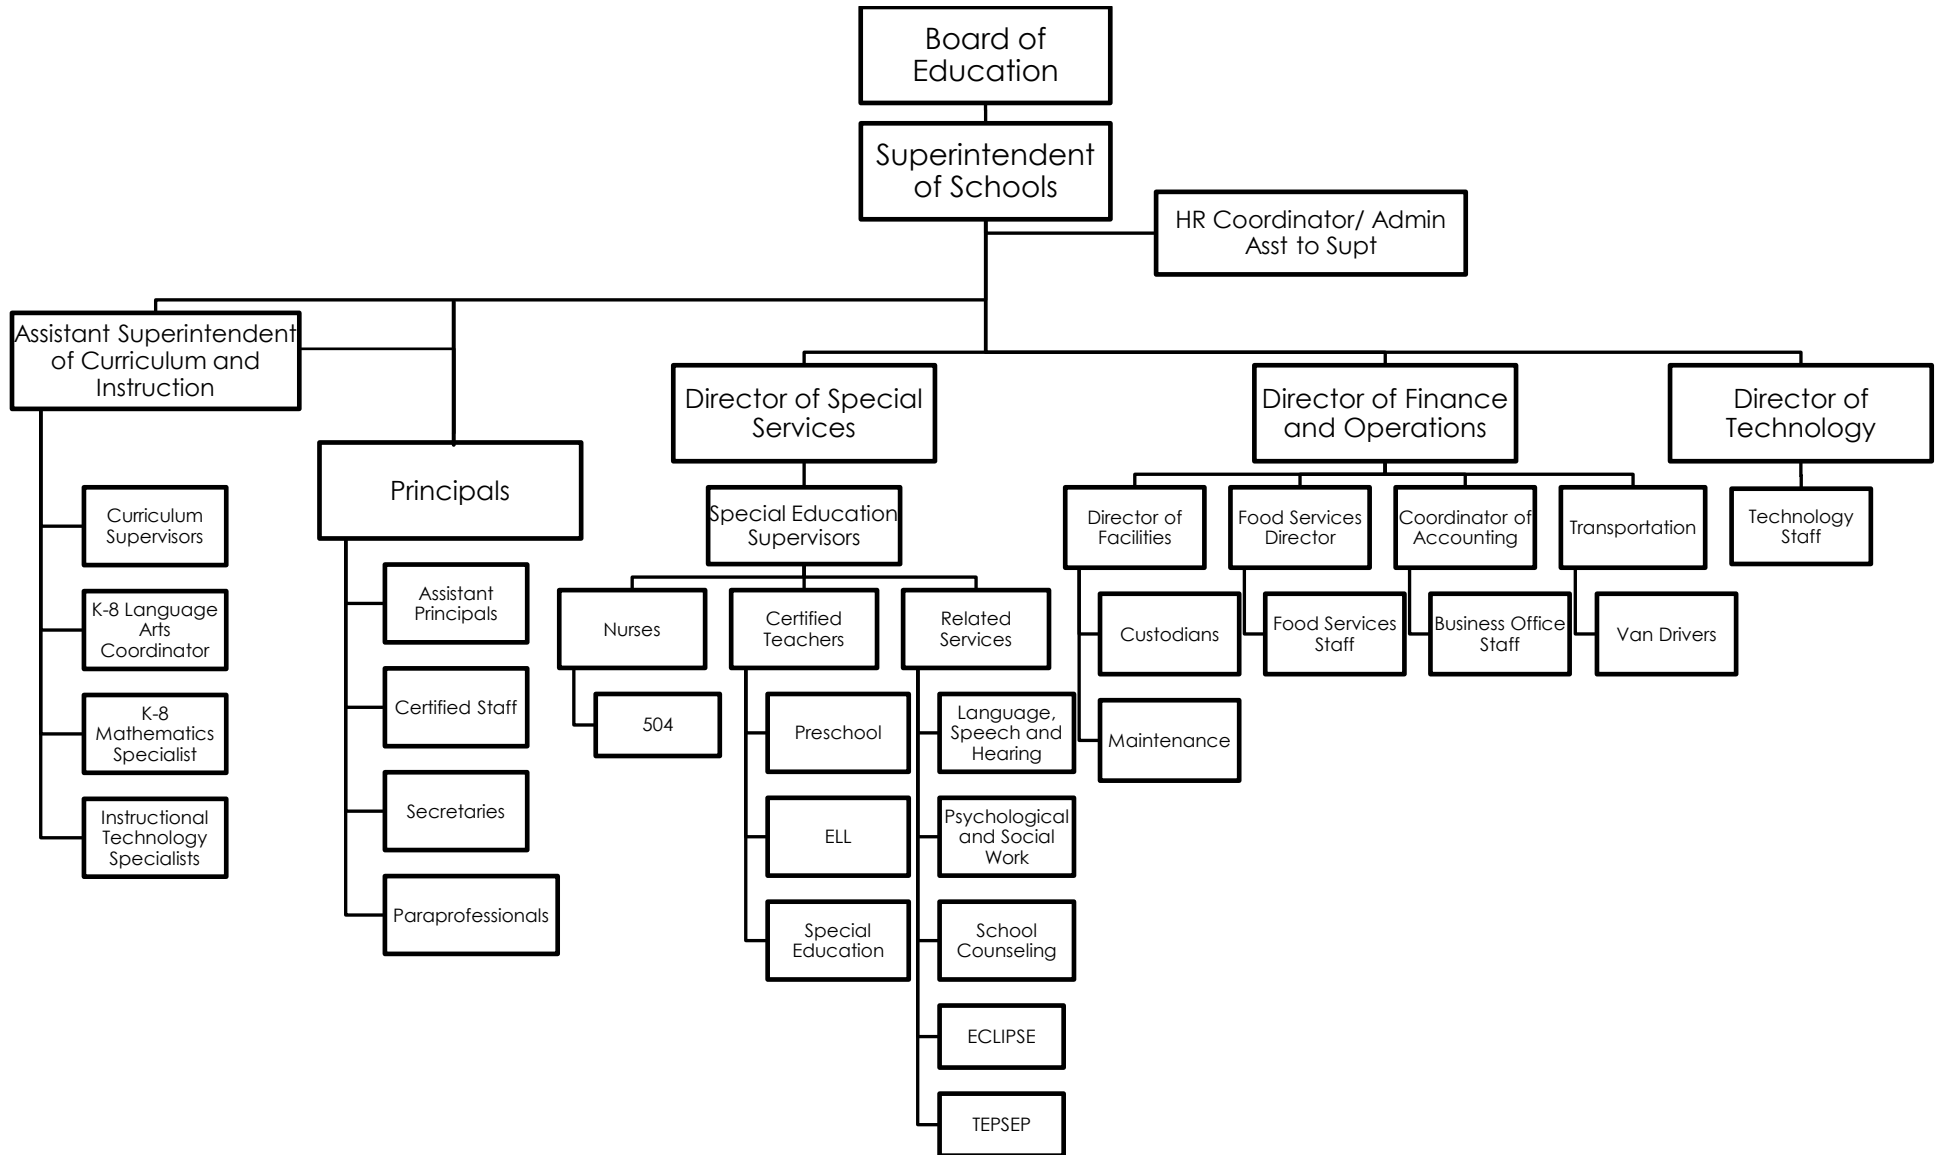 Board of
Education
Superintendent
of Schools
HR Coordinator/ Admin
Asst to Supt
Assistant Superintendent
of Curriculum and
Instruction
Curriculum
Supervisors
K-8 Language
Arts
Coordinator
K-8
Mathematics
Specialist
Instructional
Technology
Specialists
Principals
Assistant
Principals
Certified Staff
Secretaries
Paraprofessionals
Director of Special
Services
Special Education
Supervisors
Nurses
504
Certified
Teachers
Preschool
ELL
Special
Education
Related
Services
Language,
Speech and
Hearing
Psychological
and Social
Work
School
Counseling
ECLIPSE
TEPSEP
Director of Finance
and Operations
Director of
Facilities
Custodians
Maintenance
Food Services
Director
Food Services
Staff
Coordinator of
Accounting
Business Office
Staff
Transportation
Van Drivers
Director of
Technology
Technology
Staff